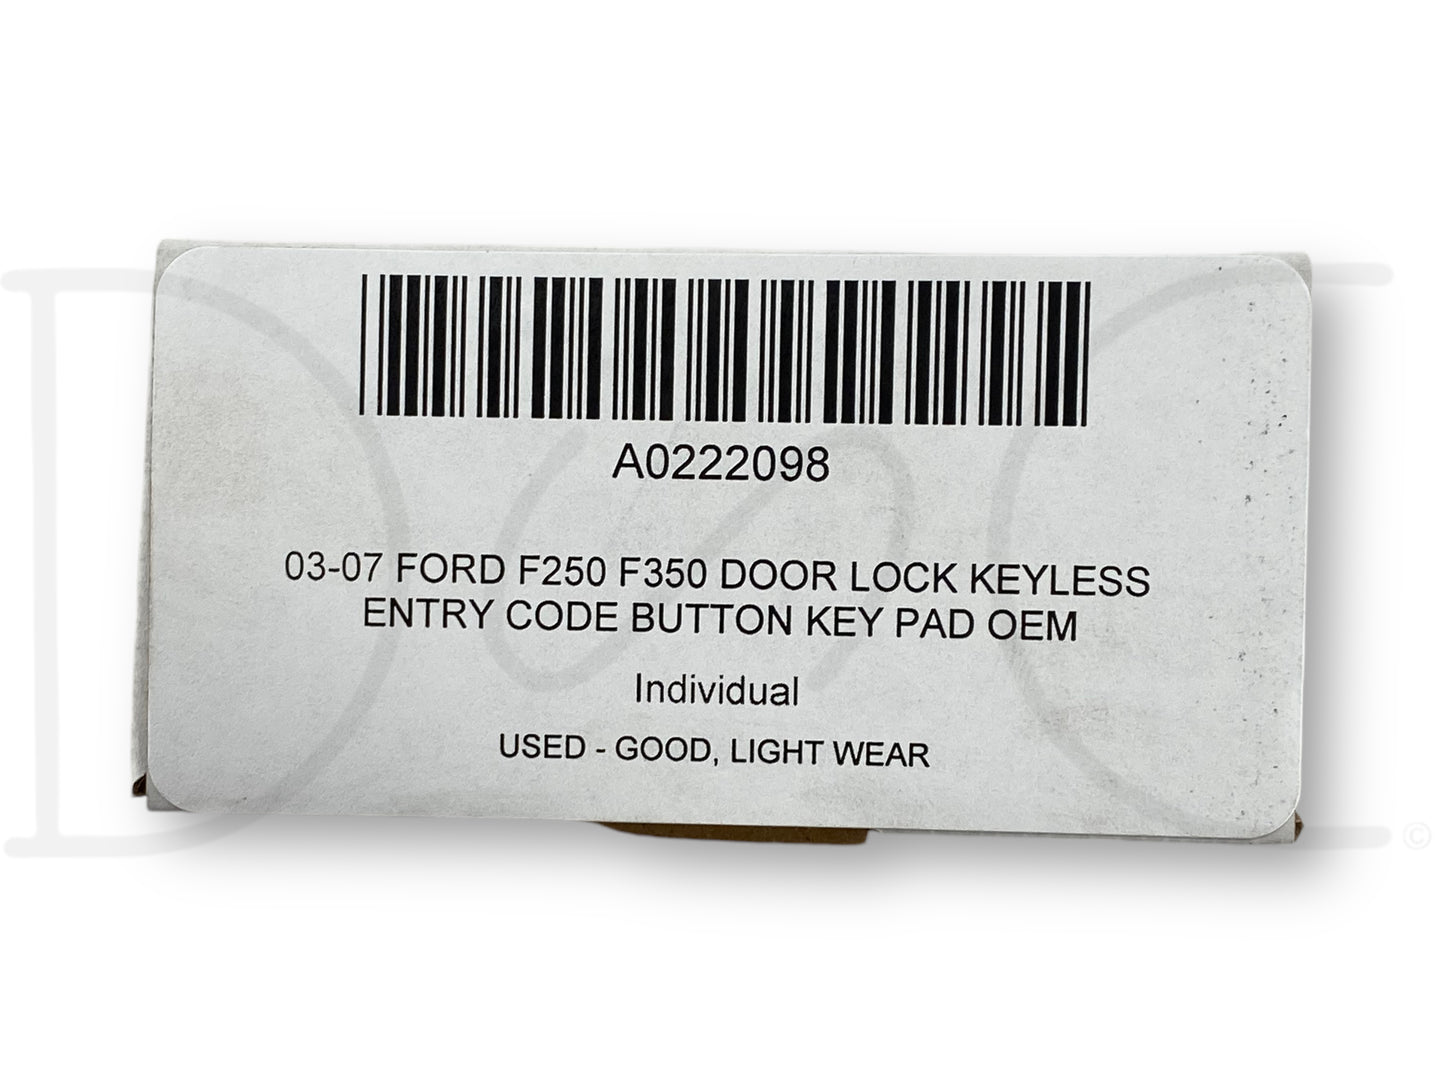 A0222098
03-07 FORD F250 F350 DOOR LOCK KEYLESS
ENTRY CODE BUTTON KEY PAD OEM
Individual
USED - GOOD, LIGHT WEAR
©